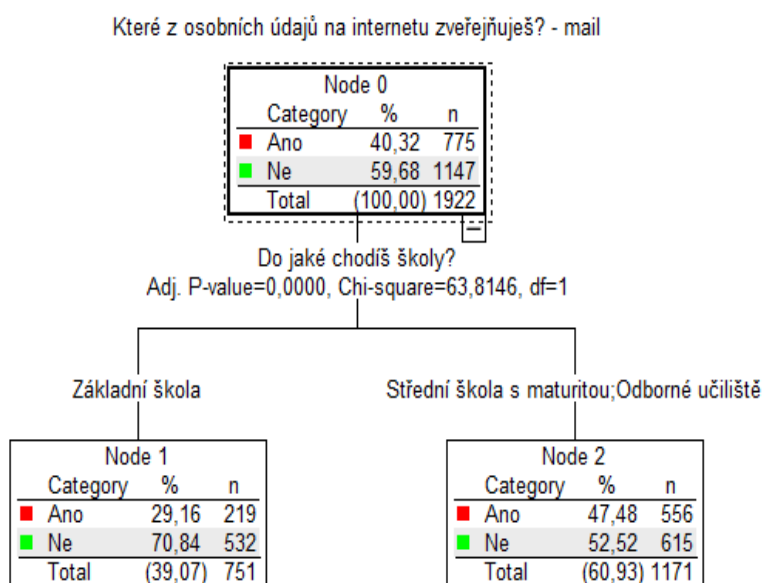 Které z osobních údajů na internetu zveřejňuješ? - mail
Node 0
Category % n
Ano 40,32 775
Ne 59,68 1147
Total (100,00) 1922
Do jaké chodíš školy?
Adj. P-value=0,0000, Chi-square=63,8146, df=1
Základní škola
Střední škola s maturitou;Odborné učiliště
Node 1
Category % n
Ano 29,16 219
Ne 70,84 532
Total (39,07) 751
Node 2
Category % n
Ano 47,48 556
Ne 52,52 615
Total (60,93) 1171